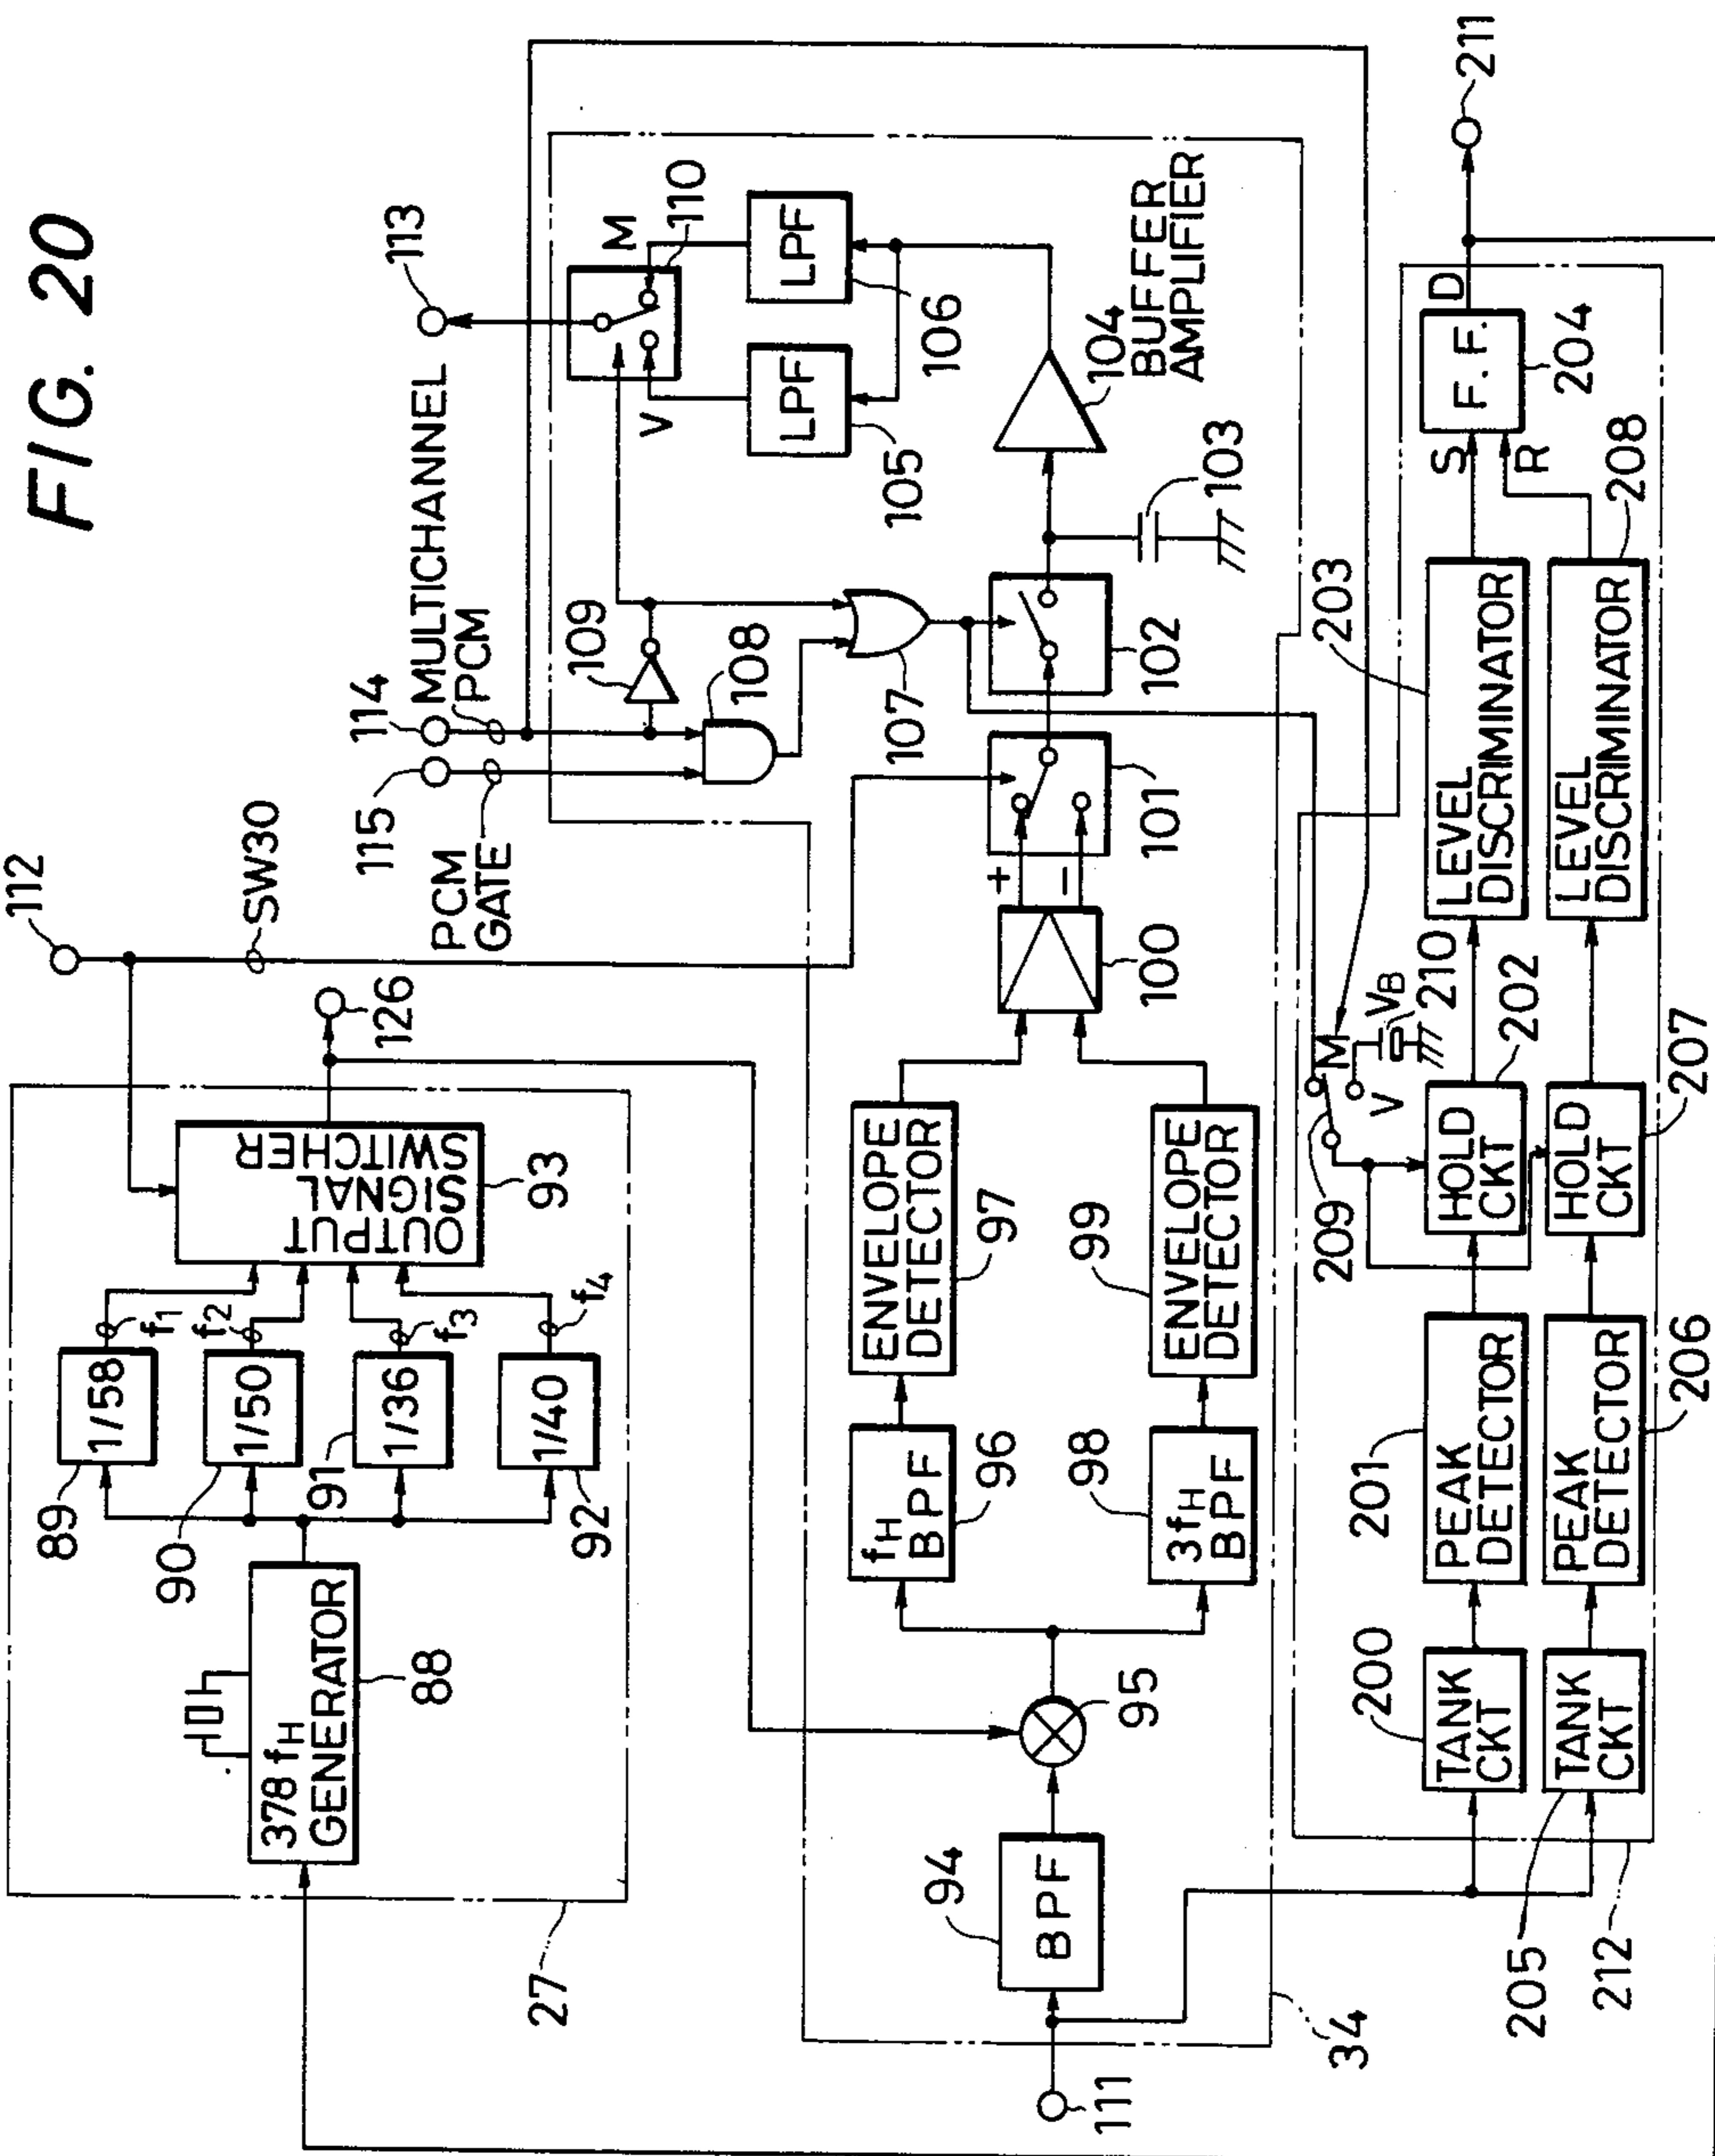 FIG. 20
112
SW30
126
114
MULTICHANNEL
PCM
115
PCM
GATE
113
211
27
378 fH
GENERATOR
88
89
1/58
f1
90
1/50
f2
91
1/36
f3
92
1/40
f4
OUTPUT
SIGNAL
SWITCHER
93
109
108
107
V
M
110
LPF
105
LPF
106
104
BUFFER
AMPLIFIER
103
102
101
+
−
100
111
94
BPF
95
fH
BPF
96
ENVELOPE
DETECTOR
97
3fH
BPF
98
ENVELOPE
DETECTOR
99
34
209
M
V
VB
210
200
TANK
CKT
201
PEAK
DETECTOR
HOLD
CKT
202
203
LEVEL
DISCRIMINATOR
S
R
F. F.
D
204
205
TANK
CKT
PEAK
DETECTOR
206
HOLD
CKT
207
LEVEL
DISCRIMINATOR
208
212